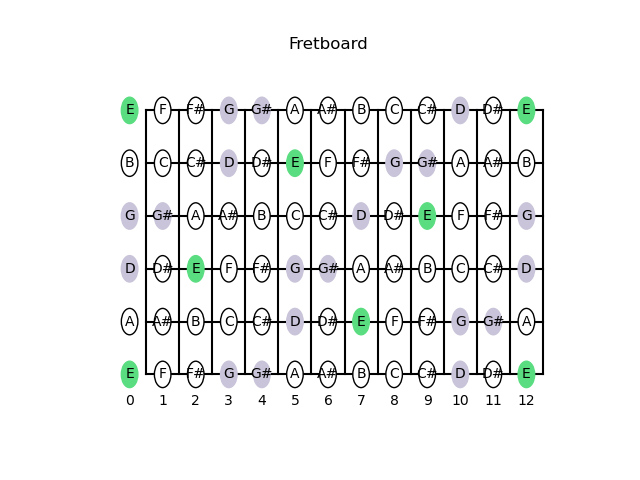 Fretboard
E F F# G G# A A# B C C# D D# E
B C C# D D# E F F# G G# A A# B
G G# A A# B C C# D D# E F F# G
D D# E F F# G G# A A# B C C# D
A A# B C C# D D# E F F# G G# A
E F F# G G# A A# B C C# D D# E
0 1 2 3 4 5 6 7 8 9 10 11 12